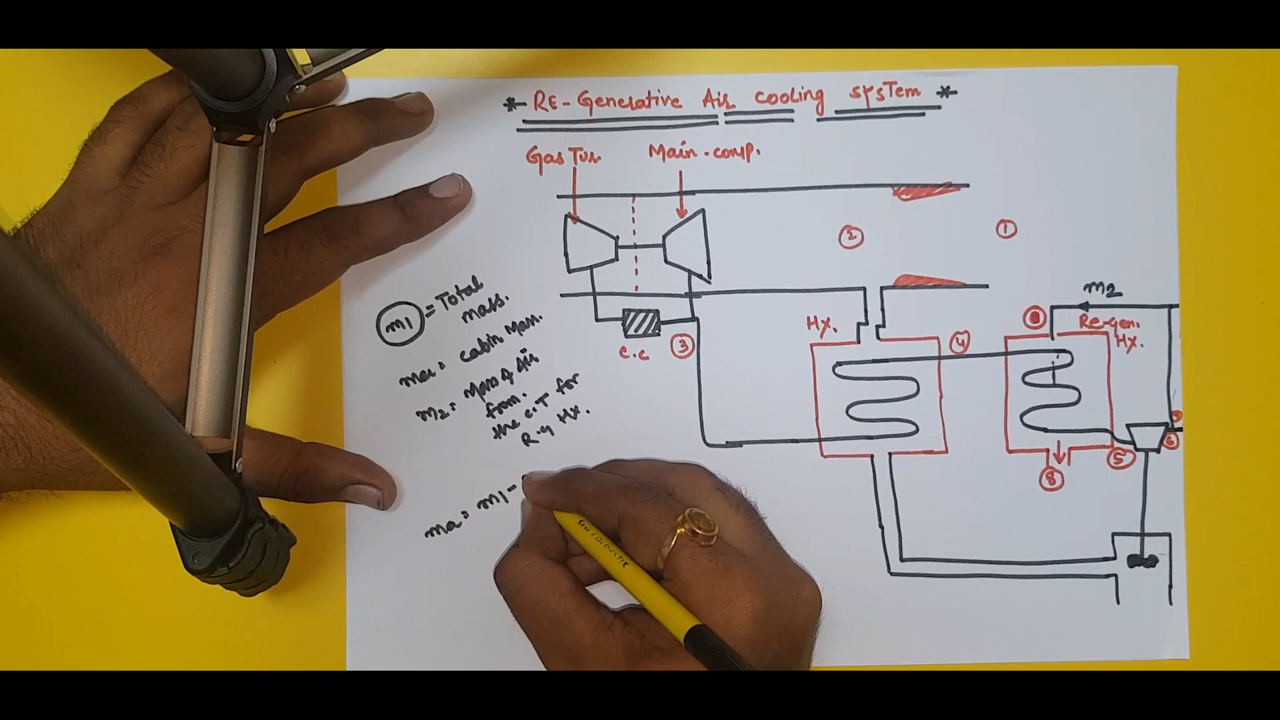 * RE-Generative Air cooling sysTem *
Gas Tur. Main-comp.
2
1
m2
8
Re-gen.
Hx.
Hx.
4
c.c
3
m1 = Total
mass.
ma = cabin mass.
m2 = Mass of Air
from.
the C.T for
R.g Hx.
5
6
8
ma = m1 -